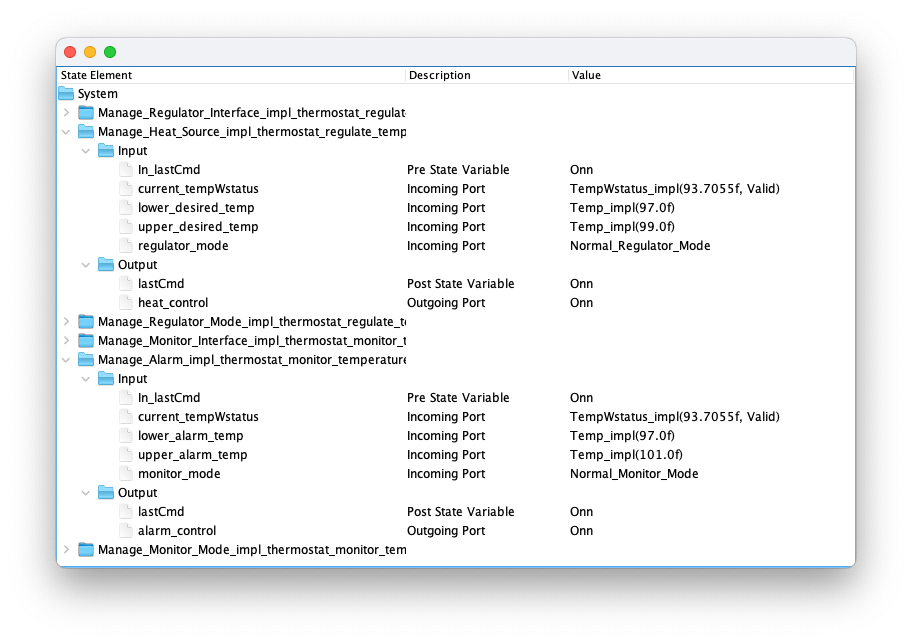 State Element Description Value
System
Manage_Regulator_Interface_impl_thermostat_regulat
Manage_Heat_Source_impl_thermostat_regulate_temp
Input
In_lastCmd Pre State Variable Onn
current_tempWstatus Incoming Port TempWstatus_impl(93.7055f, Valid)
lower_desired_temp Incoming Port Temp_impl(97.0f)
upper_desired_temp Incoming Port Temp_impl(99.0f)
regulator_mode Incoming Port Normal_Regulator_Mode
Output
lastCmd Post State Variable Onn
heat_control Outgoing Port Onn
Manage_Regulator_Mode_impl_thermostat_regulate_t
Manage_Monitor_Interface_impl_thermostat_monitor_t
Manage_Alarm_impl_thermostat_monitor_temperature
Input
In_lastCmd Pre State Variable Onn
current_tempWstatus Incoming Port TempWstatus_impl(93.7055f, Valid)
lower_alarm_temp Incoming Port Temp_impl(97.0f)
upper_alarm_temp Incoming Port Temp_impl(101.0f)
monitor_mode Incoming Port Normal_Monitor_Mode
Output
lastCmd Post State Variable Onn
alarm_control Outgoing Port Onn
Manage_Monitor_Mode_impl_thermostat_monitor_tem